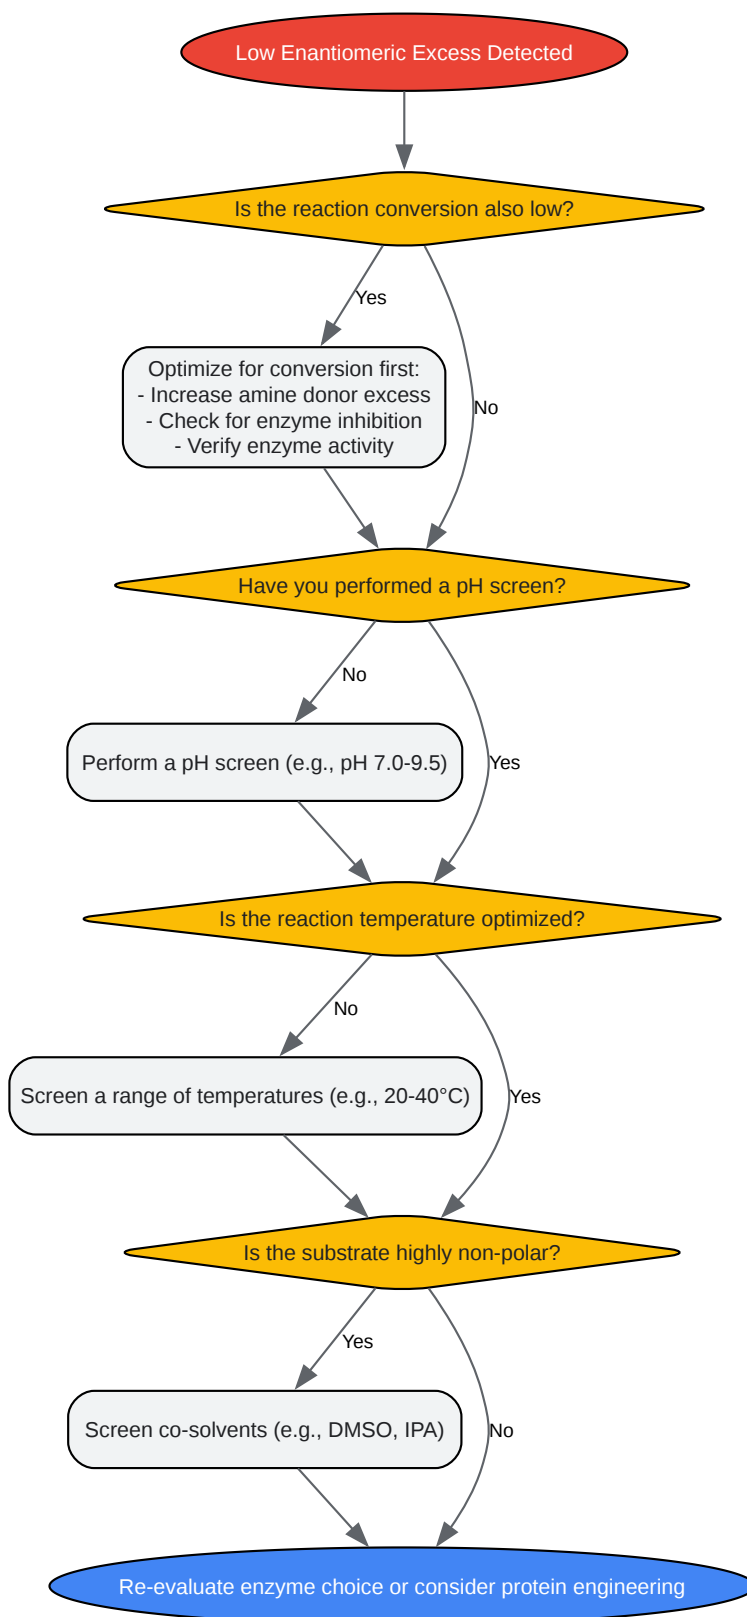 Low Enantiomeric Excess Detected
Is the reaction conversion also low?
Yes
Optimize for conversion first:
- Increase amine donor excess
- Check for enzyme inhibition
- Verify enzyme activity
No
Have you performed a pH screen?
No
Perform a pH screen (e.g., pH 7.0-9.5)
Yes
Is the reaction temperature optimized?
No
Screen a range of temperatures (e.g., 20-40°C)
Yes
Is the substrate highly non-polar?
Yes
Screen co-solvents (e.g., DMSO, IPA)
No
Re-evaluate enzyme choice or consider protein engineering